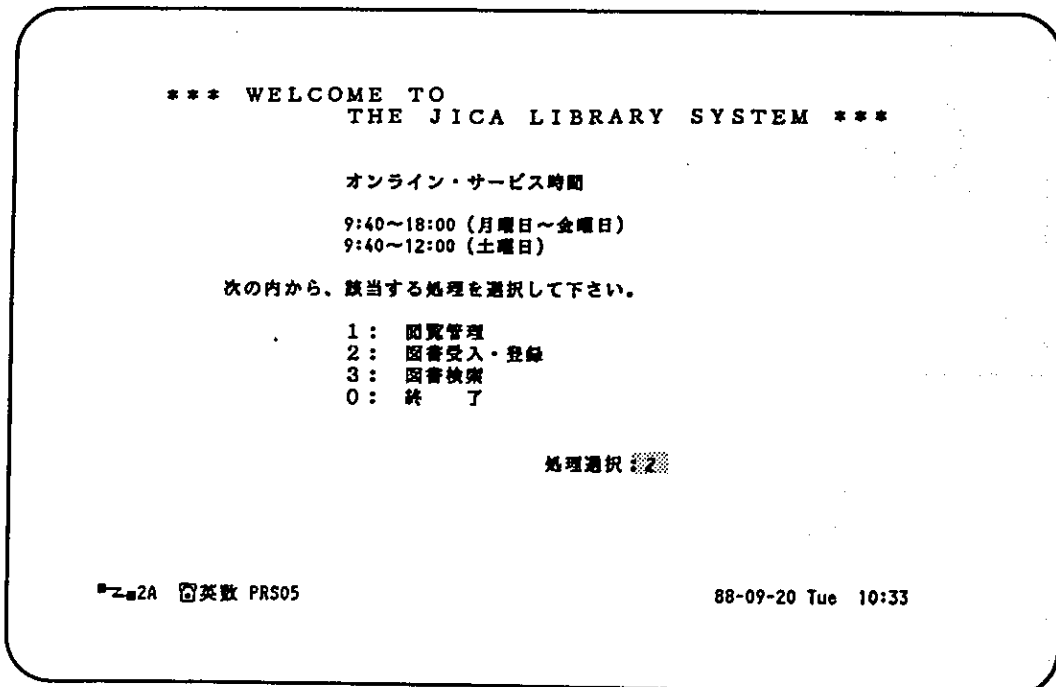 *** WELCOME TO
THE JICA LIBRARY SYSTEM ***
オンライン・サービス時間
9:40～18:00 (月曜日～金曜日)
9:40～12:00 (土曜日)
次の内から、該当する処理を選択して下さい。
1： 閲覧管理
2： 図書受入・登録
3： 図書検索
0： 終　　了
処理選択：2
2A 英数 PRS05
88-09-20 Tue 10:33